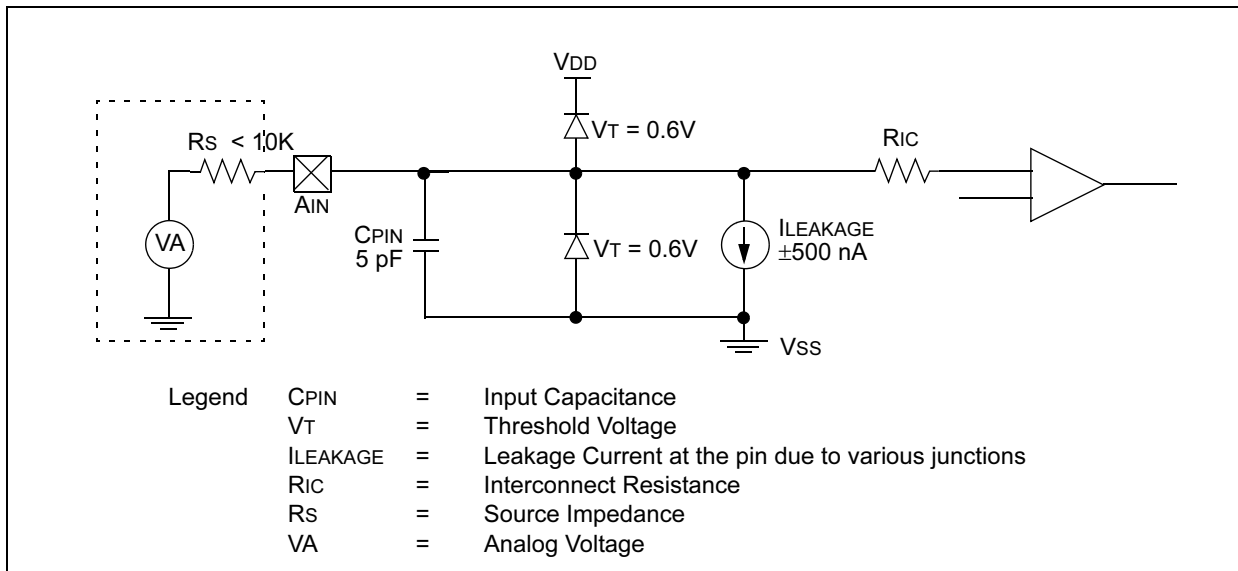 VDD
VT = 0.6V
RS < 10K
RIC
AIN
CPIN
5 pF
VA
VT = 0.6V
ILEAKAGE
±500 nA
VSS
Legend CPIN = Input Capacitance
VT = Threshold Voltage
ILEAKAGE = Leakage Current at the pin due to various junctions
RIC = Interconnect Resistance
RS = Source Impedance
VA = Analog Voltage